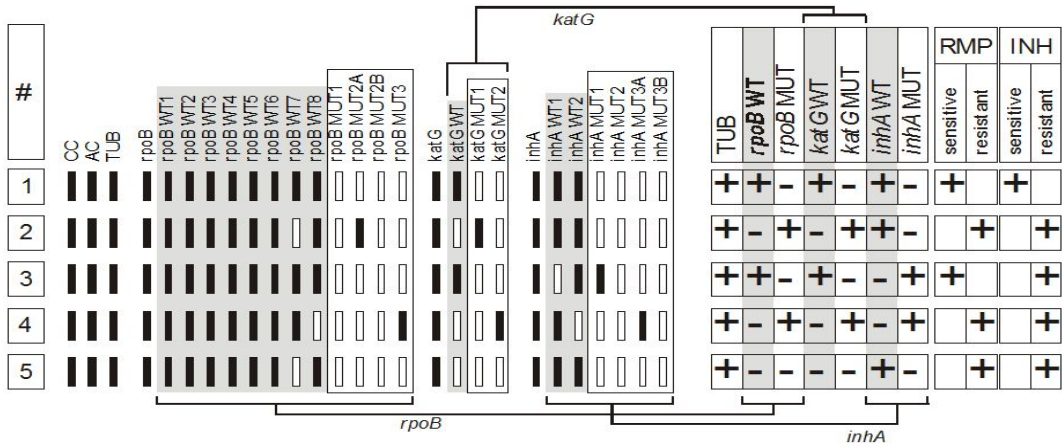 katG
#
CC
AC
TUB
rpoB
rpoB WT1
rpoB WT2
rpoB WT3
rpoB WT4
rpoB WT5
rpoB WT6
rpoB WT7
rpoB WT8
rpoB MUT1
rpoB MUT2A
rpoB MUT2B
rpoB MUT3
katG
katG WT
katG MUT1
katG MUT2
inhA
inhA WT1
inhA WT2
inhA MUT1
inhA MUT2
inhA MUT3A
inhA MUT3B
TUB
rpoB WT
rpoB MUT
katG WT
katG MUT
inhA WT
inhA MUT
RMP INH
sensitive
resistant
sensitive
resistant
1 + + - + - + - + +
2 + - + - + + - + +
3 + + - + - - + + +
4 + - + - + - + + +
5 + - - - - + - + +
rpoB
inhA